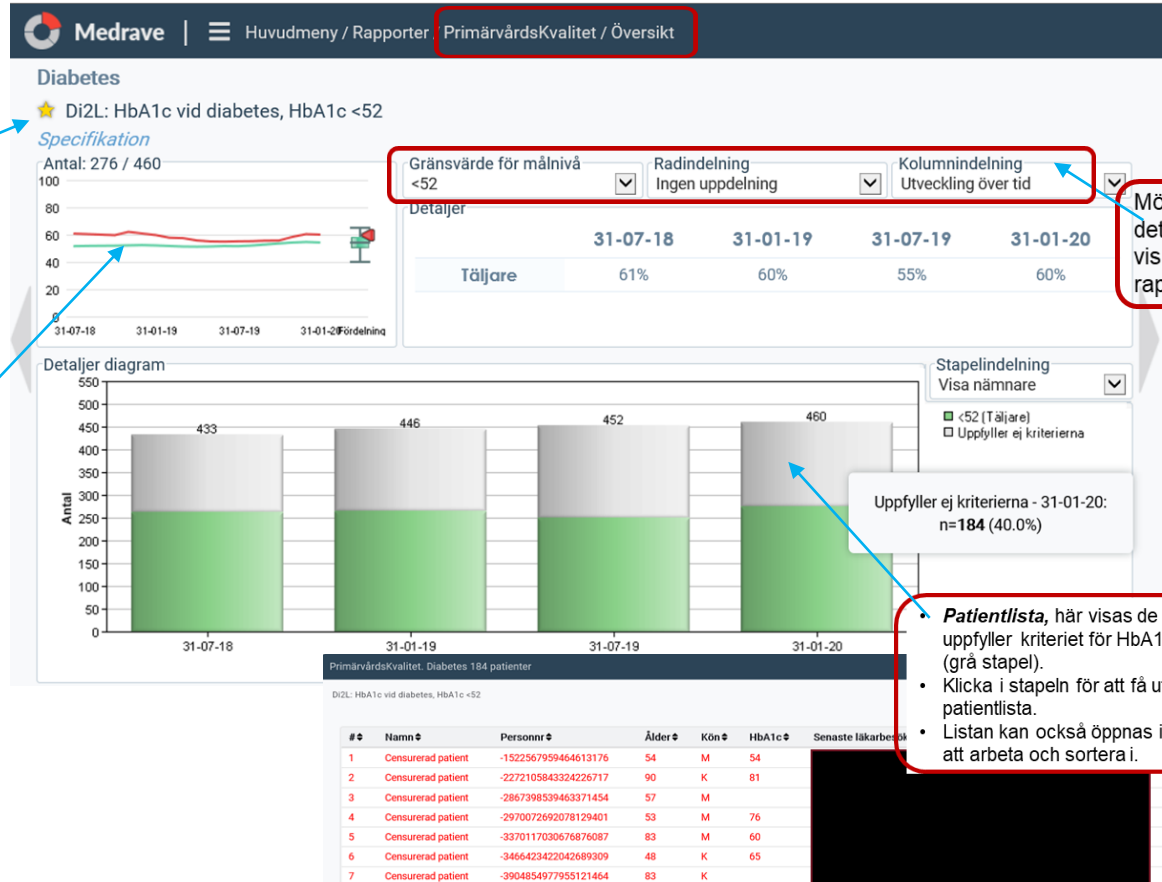 Medrave | Huvudmeny / Rapporter / PrimärvårdsKvalitet / Översikt
Diabetes
Di2L: HbA1c vid diabetes, HbA1c <52
Specifikation
Antal: 276 / 460
100
80
60
40
20
0
31-07-18 31-01-19 31-07-19 31-01-20 Fördelning
Gränsvärde för målnivå
<52
Radindelning
Ingen uppdelning
Kolumnindelning
Utveckling över tid
Detaljer
31-07-18 31-01-19 31-07-19 31-01-20
Täljare 61% 60% 55% 60%
Detaljer diagram
Antal
550
500
450
400
350
300
250
200
150
100
50
0
433 446 452 460
31-07-18 31-01-19 31-07-19 31-01-20
Stapelindelning
Visa nämnare
<52 (Täljare)
Uppfyller ej kriterierna
Uppfyller ej kriterierna - 31-01-20:
n=184 (40.0%)
• Patientlista, här visas de
uppfyller kriteriet för HbA1
(grå stapel).
• Klicka i stapeln för att få
patientlista.
• Listan kan också öppnas i
att arbeta och sortera i.
PrimärvårdsKvalitet. Diabetes 184 patienter
Di2L: HbA1c vid diabetes, HbA1c <52
# Namn Personnr Ålder Kön HbA1c Senaste läkarbesök
1 Censurerad patient -1522567959464613176 54 M 54
2 Censurerad patient -2272105843324226717 90 K 81
3 Censurerad patient -2867398539463371454 57 M
4 Censurerad patient -2970072692078129401 53 M 76
5 Censurerad patient -3370117030676876087 83 M 60
6 Censurerad patient -3466423422042689309 48 K 65
7 Censurerad patient -3904854977955121464 83 K